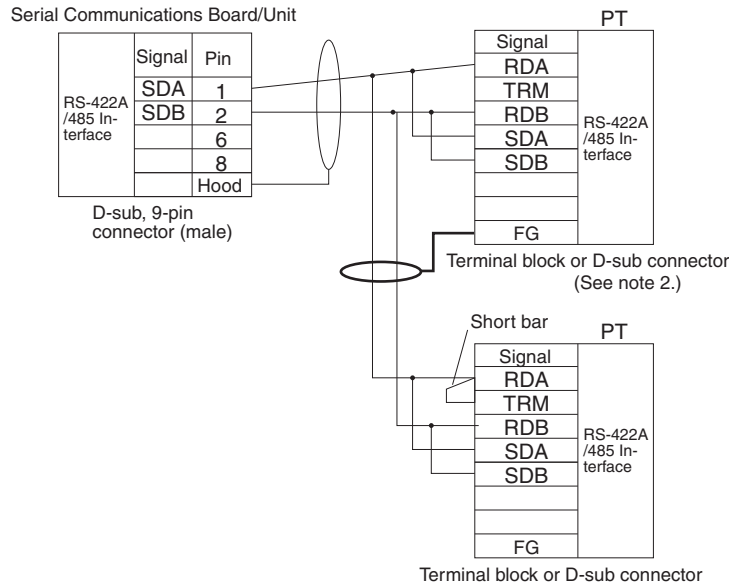 Serial Communications Board/Unit
RS-422A
/485 In-
terface
Signal Pin
SDA 1
SDB 2
6
8
Hood
D-sub, 9-pin
connector (male)
PT
Signal
RDA
TRM
RDB
SDA
SDB
FG
RS-422A
/485 In-
terface
Terminal block or D-sub connector
(See note 2.)
Short bar
PT
Signal
RDA
TRM
RDB
SDA
SDB
FG
RS-422A
/485 In-
terface
Terminal block or D-sub connector